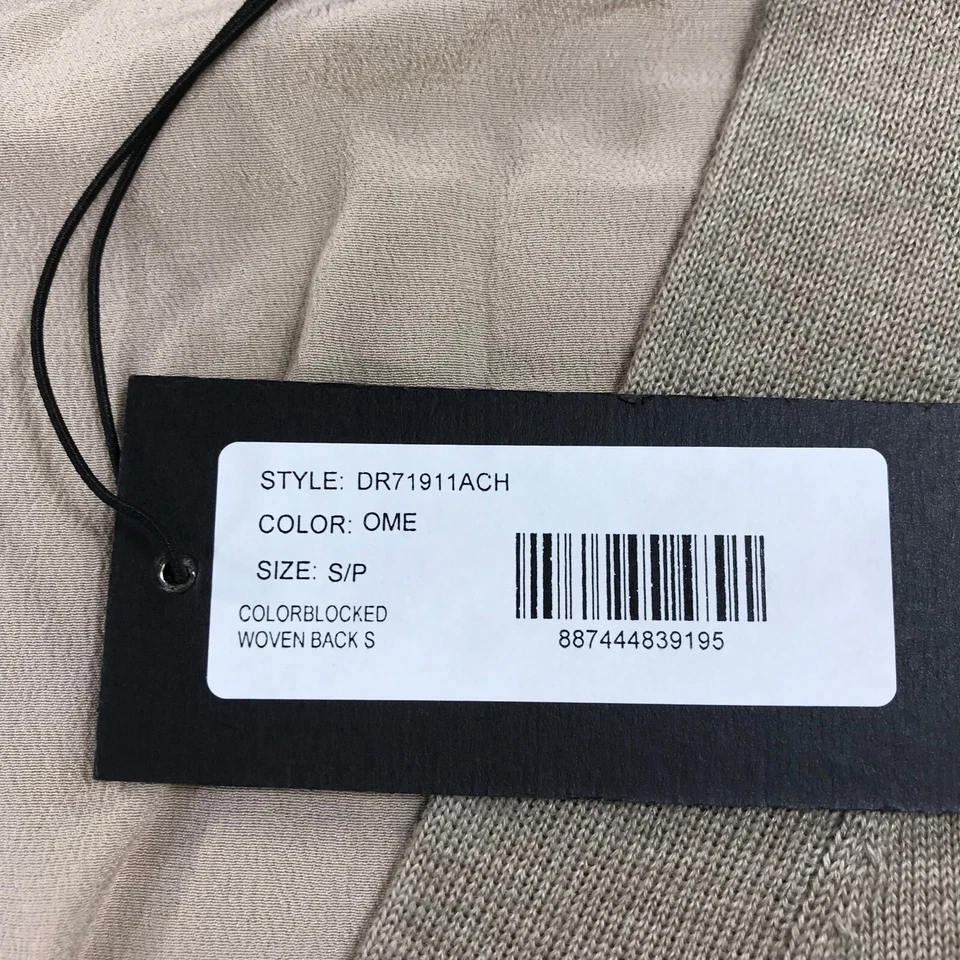 STYLE: DR71911ACH
COLOR: OME
SIZE: S/P
COLORBLOCKED
WOVEN BACK S
887444839195